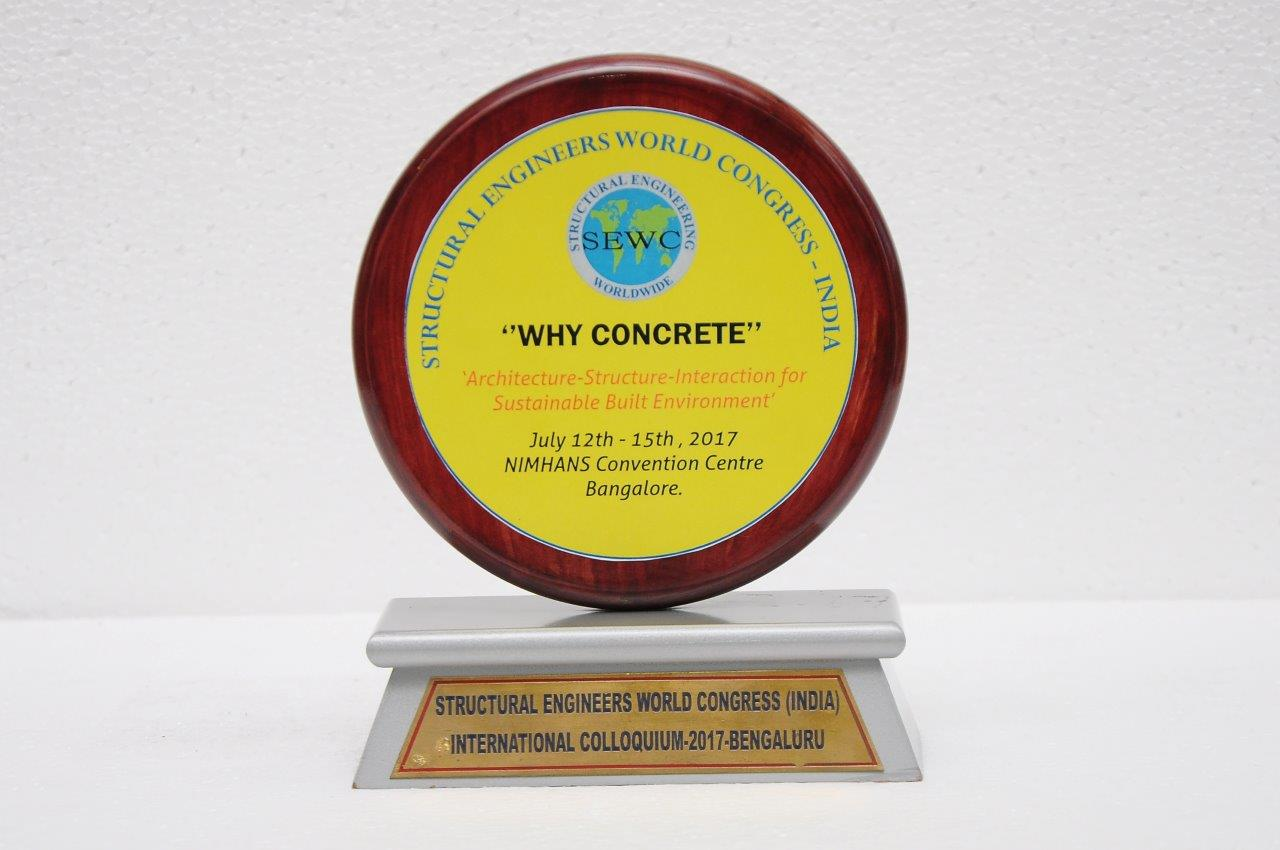 STRUCTURAL ENGINEERS WORLD CONGRESS - INDIA
STRUCTURAL ENGINEERING
SEWC
WORLDWIDE
‘’WHY CONCRETE’’
‘Architecture-Structure-Interaction for
Sustainable Built Environment’
July 12th - 15th , 2017
NIMHANS Convention Centre
Bangalore.
STRUCTURAL ENGINEERS WORLD CONGRESS (INDIA)
INTERNATIONAL COLLOQUIUM-2017-BENGALURU